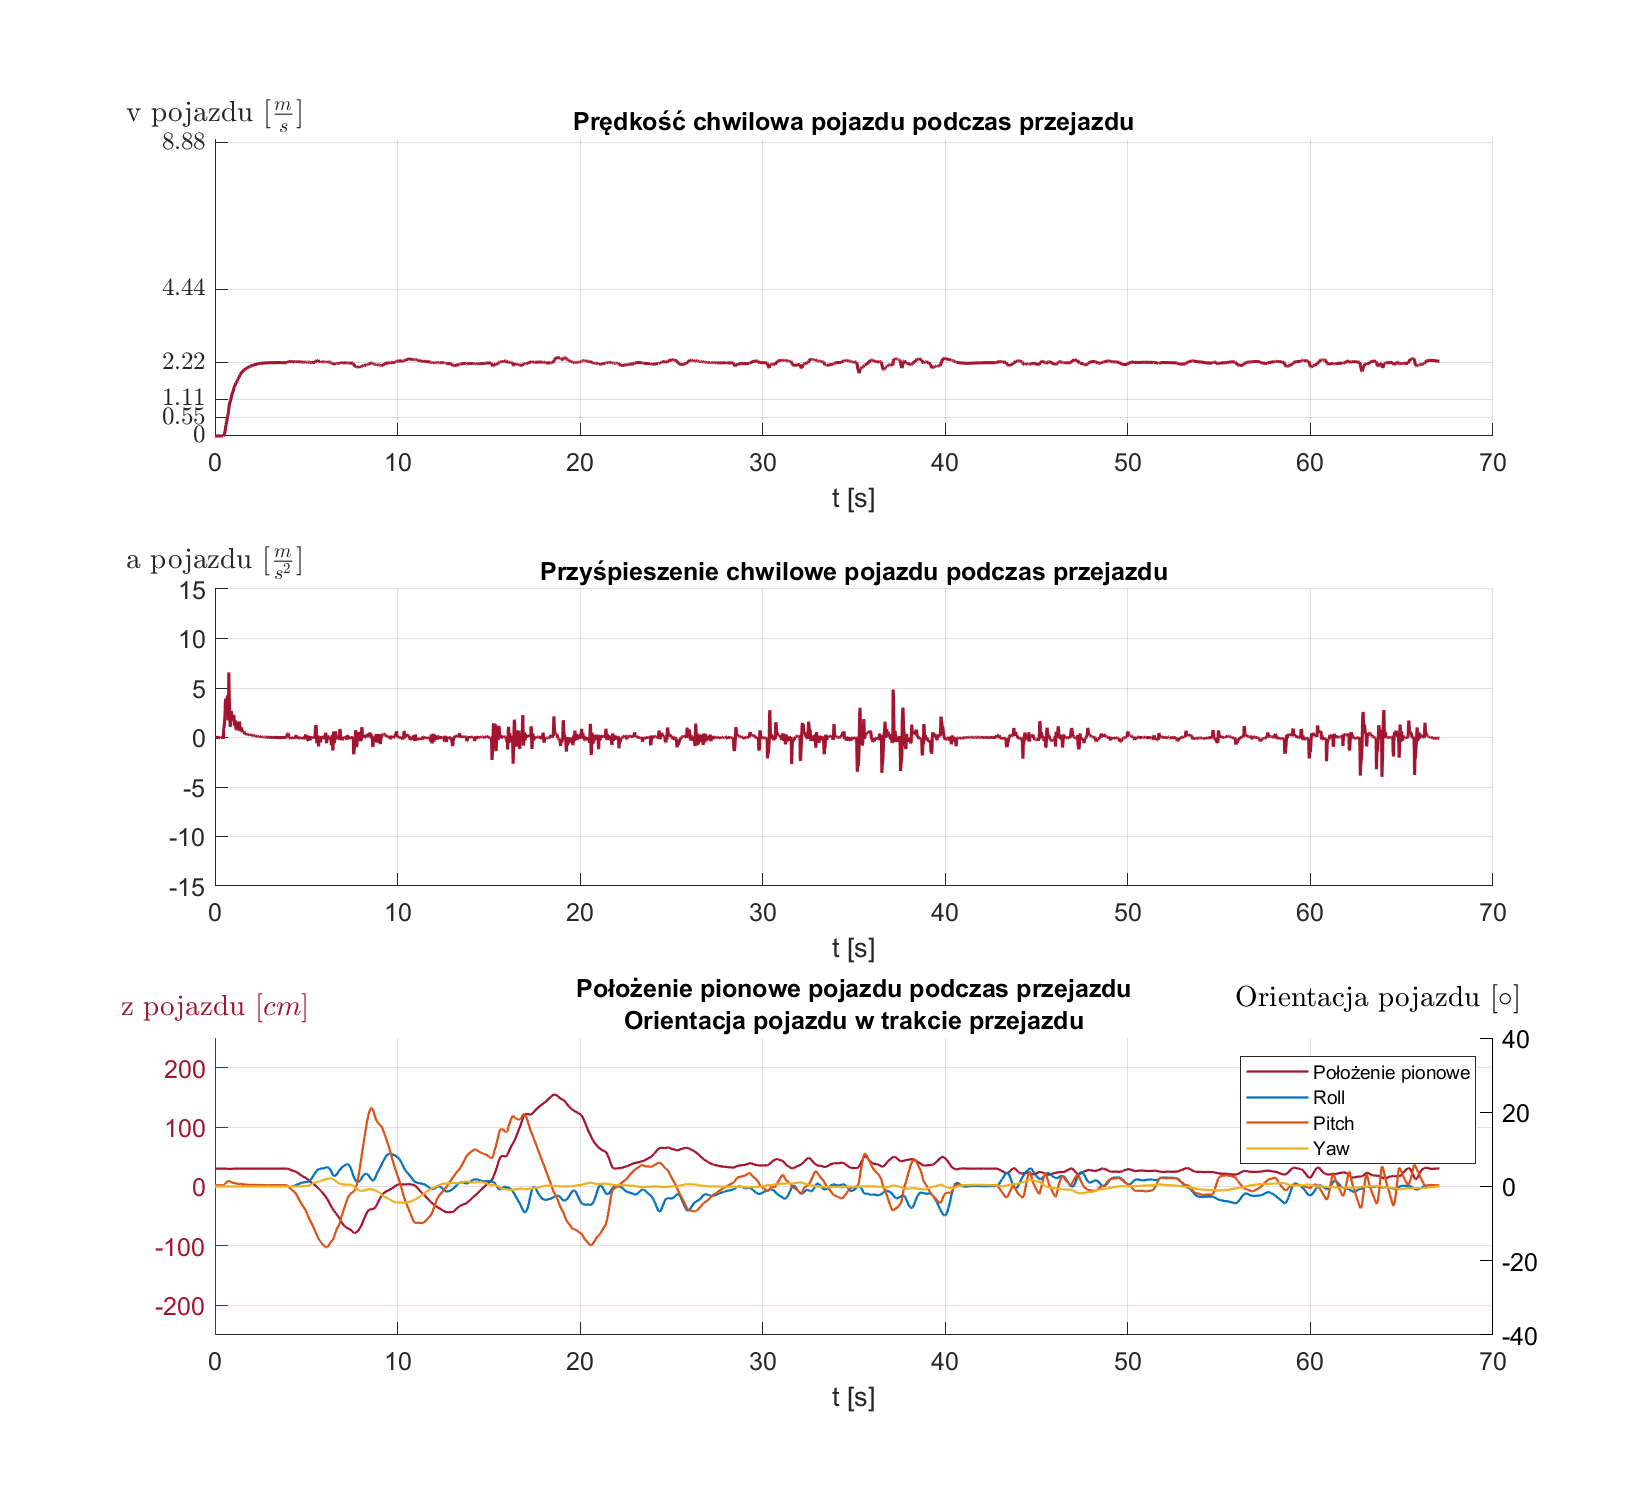 v pojazdu [m/s]
Prędkość chwilowa pojazdu podczas przejazdu
8.88
4.44
2.22
1.11
0.55
0
0 10 20 30 40 50 60 70
t [s]
a pojazdu [m/s²]
Przyśpieszenie chwilowe pojazdu podczas przejazdu
15
10
5
0
-5
-10
-15
0 10 20 30 40 50 60 70
t [s]
Położenie pionowe pojazdu podczas przejazdu
Orientacja pojazdu w trakcie przejazdu
z pojazdu [cm]
Orientacja pojazdu [∘]
200
100
0
-100
-200
40
20
0
-20
-40
Położenie pionowe
Roll
Pitch
Yaw
0 10 20 30 40 50 60 70
t [s]